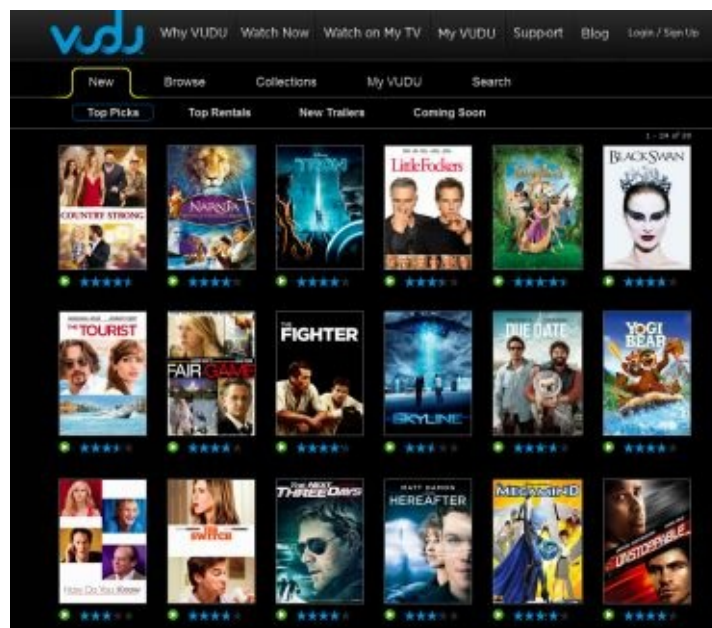 vudu
Why VUDU Watch Now Watch on My TV My VUDU Support Blog Login / Sign Up
New Browse Collections My VUDU Search
Top Picks Top Rentals New Trailers Coming Soon
COUNTRY STRONG
NARNIA
TRON
Little Fockers
BLACK SWAN
THE TOURIST
FAIR GAME
THE FIGHTER
SKYLINE
DUE DATE
YOGI BEAR
How Do You Know
THE SWITCH
THE NEXT THREE DAYS
MATT DAMON
HEREAFTER
MEGAMIND
UNSTOPPABLE